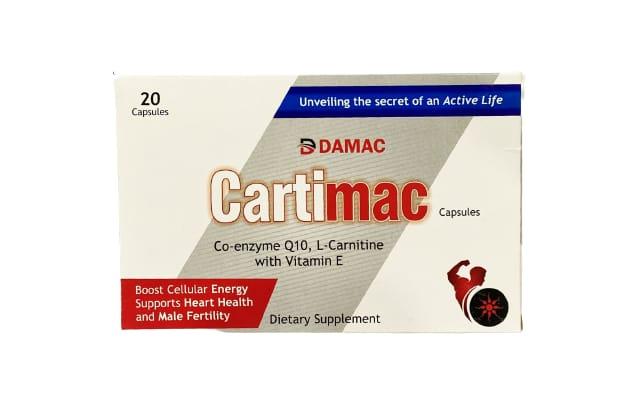 20
Capsules
Unveiling the secret of an Active Life
DAMAC
Cartimac
Capsules
Co-enzyme Q10, L-Carnitine
with Vitamin E
Boost Cellular Energy
Supports Heart Health
and Male Fertility
Dietary Supplement